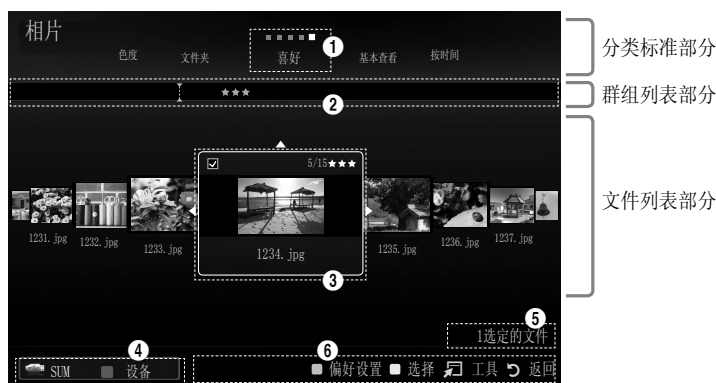 相片
色度 文件夹 喜好 基本查看 按时间
1
分类标准部分
★★★
2
群组列表部分
5/15★★★
文件列表部分
1231. jpg 1232. jpg 1233. jpg 1234. jpg 1235. jpg 1236. jpg 1237. jpg
3
5
1选定的文件
4 6
SUM 设备 偏好设置 选择 工具 返回